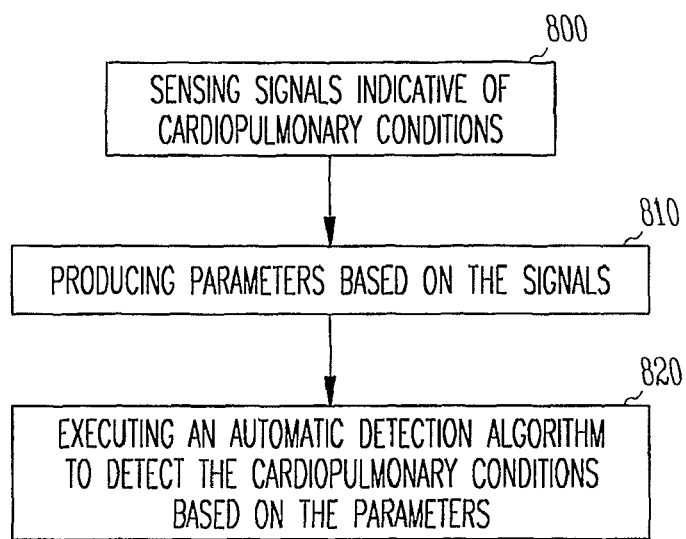 800
SENSING SIGNALS INDICATIVE OF
CARDIOPULMONARY CONDITIONS
810
PRODUCING PARAMETERS BASED ON THE SIGNALS
820
EXECUTING AN AUTOMATIC DETECTION ALGORITHM
TO DETECT THE CARDIOPULMONARY CONDITIONS
BASED ON THE PARAMETERS